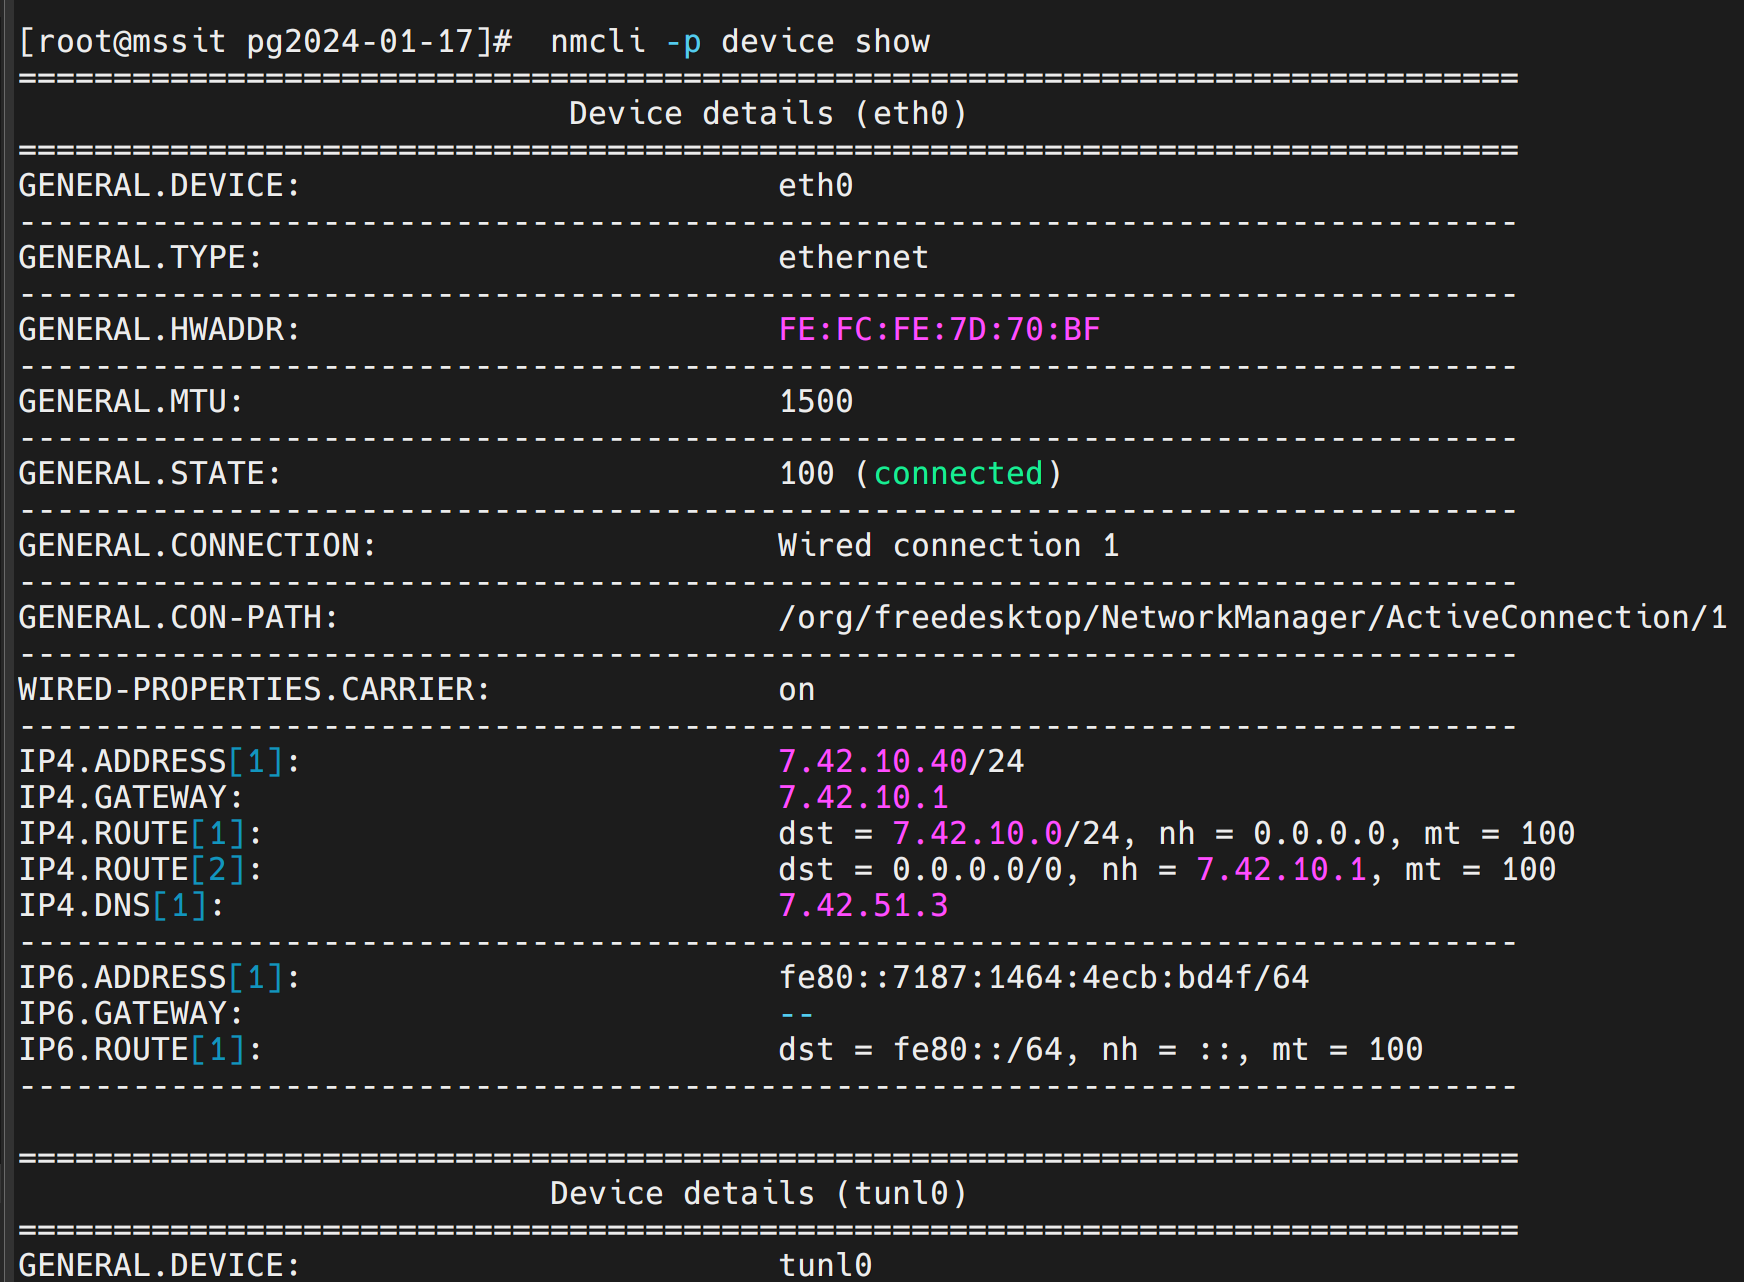 [root@mssit pg2024-01-17]#  nmcli -p device show
===============================================================================
                             Device details (eth0)
===============================================================================
GENERAL.DEVICE:                         eth0
-------------------------------------------------------------------------------
GENERAL.TYPE:                           ethernet
-------------------------------------------------------------------------------
GENERAL.HWADDR:                         FE:FC:FE:7D:70:BF
-------------------------------------------------------------------------------
GENERAL.MTU:                            1500
-------------------------------------------------------------------------------
GENERAL.STATE:                          100 (connected)
-------------------------------------------------------------------------------
GENERAL.CONNECTION:                     Wired connection 1
-------------------------------------------------------------------------------
GENERAL.CON-PATH:                       /org/freedesktop/NetworkManager/ActiveConnection/1
-------------------------------------------------------------------------------
WIRED-PROPERTIES.CARRIER:               on
-------------------------------------------------------------------------------
IP4.ADDRESS[1]:                         7.42.10.40/24
IP4.GATEWAY:                            7.42.10.1
IP4.ROUTE[1]:                           dst = 7.42.10.0/24, nh = 0.0.0.0, mt = 100
IP4.ROUTE[2]:                           dst = 0.0.0.0/0, nh = 7.42.10.1, mt = 100
IP4.DNS[1]:                             7.42.51.3
-------------------------------------------------------------------------------
IP6.ADDRESS[1]:                         fe80::7187:1464:4ecb:bd4f/64
IP6.GATEWAY:                            --
IP6.ROUTE[1]:                           dst = fe80::/64, nh = ::, mt = 100
-------------------------------------------------------------------------------
===============================================================================
                            Device details (tunl0)
===============================================================================
GENERAL.DEVICE:                         tunl0